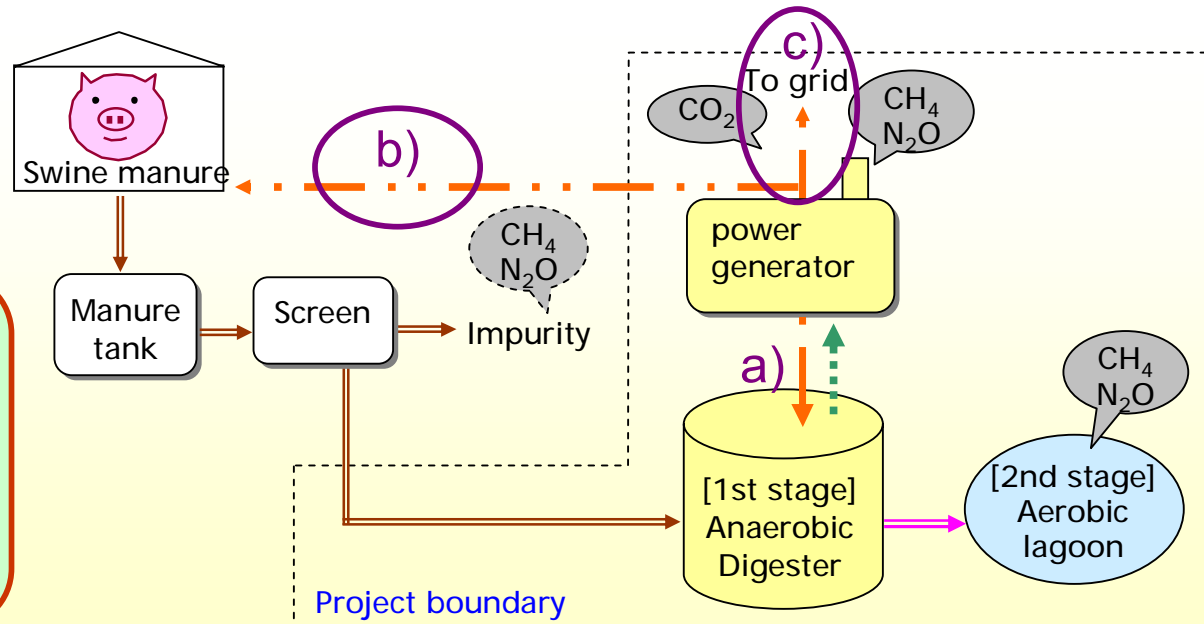 c)
To grid
CO₂
CH₄
N₂O
b)
Swine manure
CH₄
N₂O
power
generator
Manure
tank
Screen
Impurity
a)
CH₄
N₂O
[1st stage]
Anaerobic
Digester
[2nd stage]
Aerobic
lagoon
Project boundary